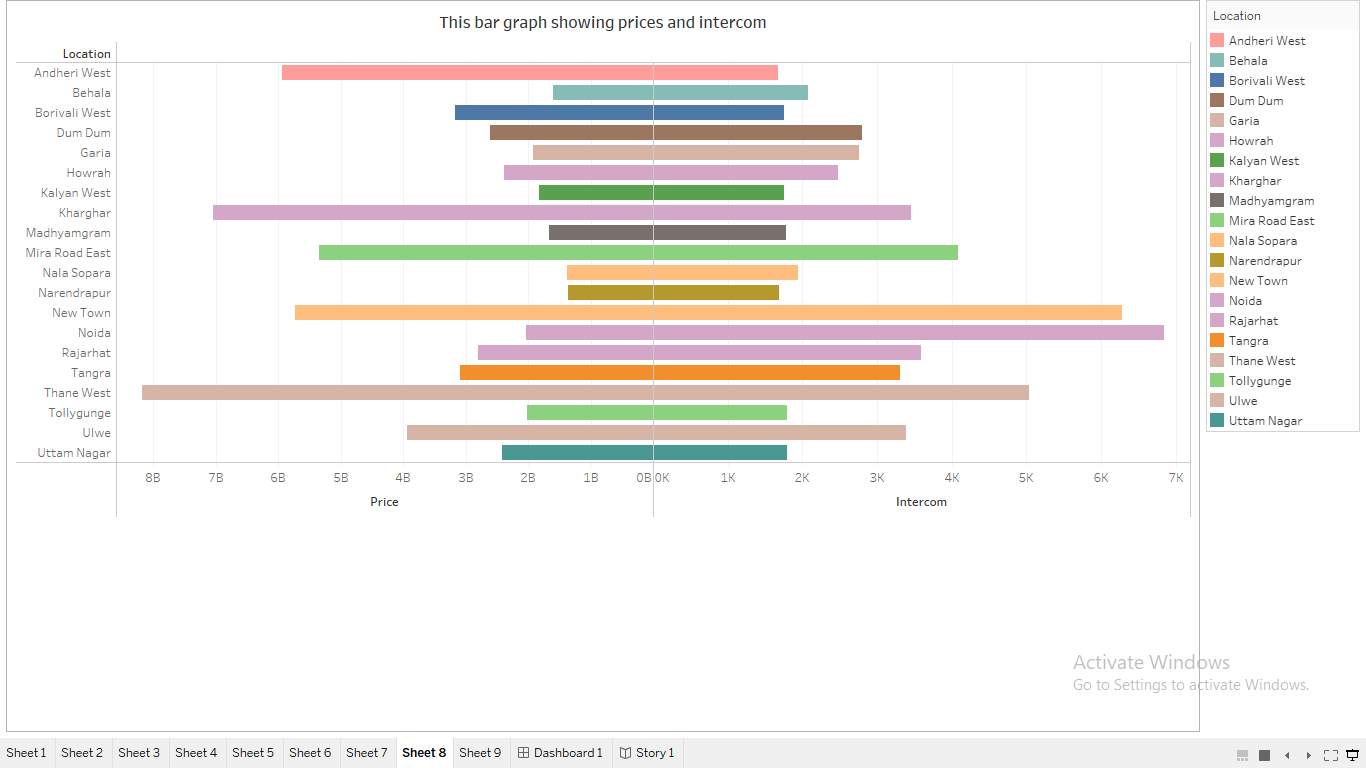 This bar graph showing prices and intercom
Location
Andheri West
Behala
Borivali West
Dum Dum
Garia
Howrah
Kalyan West
Kharghar
Madhyamgram
Mira Road East
Nala Sopara
Narendrapur
New Town
Noida
Rajarhat
Tangra
Thane West
Tollygunge
Ulwe
Uttam Nagar
8B 7B 6B 5B 4B 3B 2B 1B 0B 0K 1K 2K 3K 4K 5K 6K 7K
Price Intercom
Location
Andheri West
Behala
Borivali West
Dum Dum
Garia
Howrah
Kalyan West
Kharghar
Madhyamgram
Mira Road East
Nala Sopara
Narendrapur
New Town
Noida
Rajarhat
Tangra
Thane West
Tollygunge
Ulwe
Uttam Nagar
Activate Windows
Go to Settings to activate Windows.
Sheet 1 Sheet 2 Sheet 3 Sheet 4 Sheet 5 Sheet 6 Sheet 7 Sheet 8 Sheet 9 Dashboard 1 Story 1